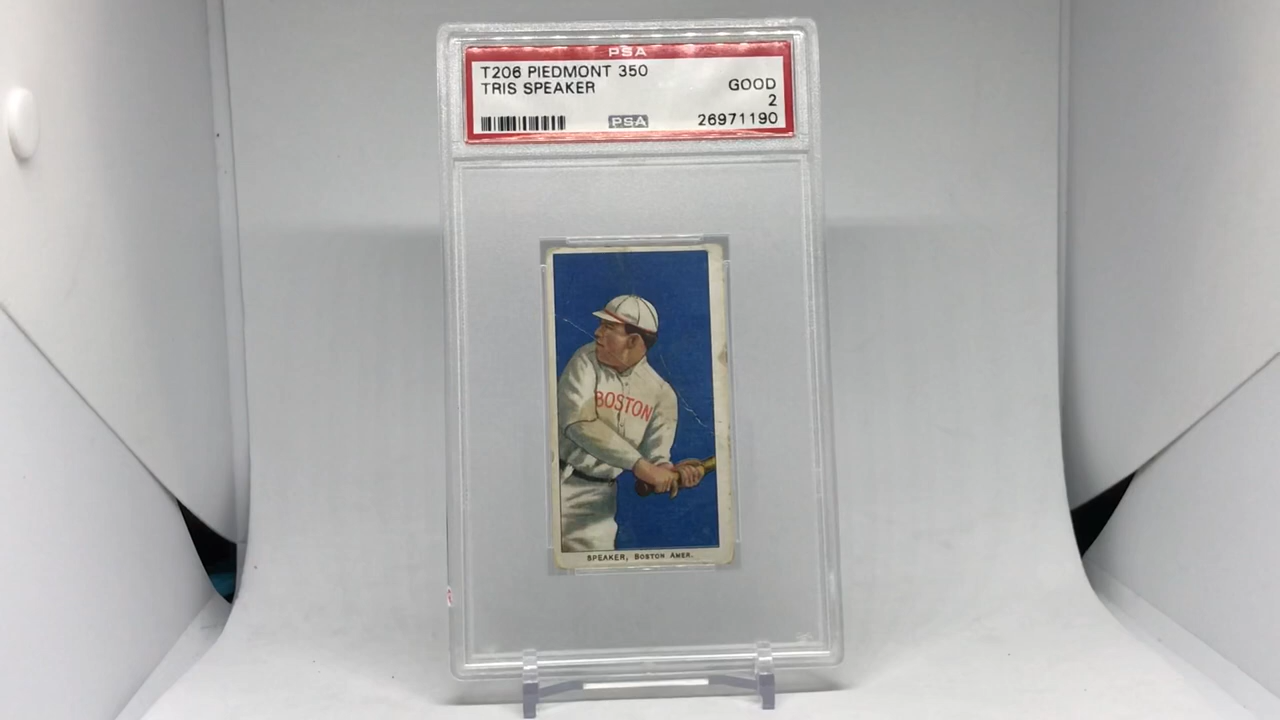 PSA
T206 PIEDMONT 350
TRIS SPEAKER
GOOD
2
PSA
26971190
BOSTON
SPEAKER, BOSTON AMER.